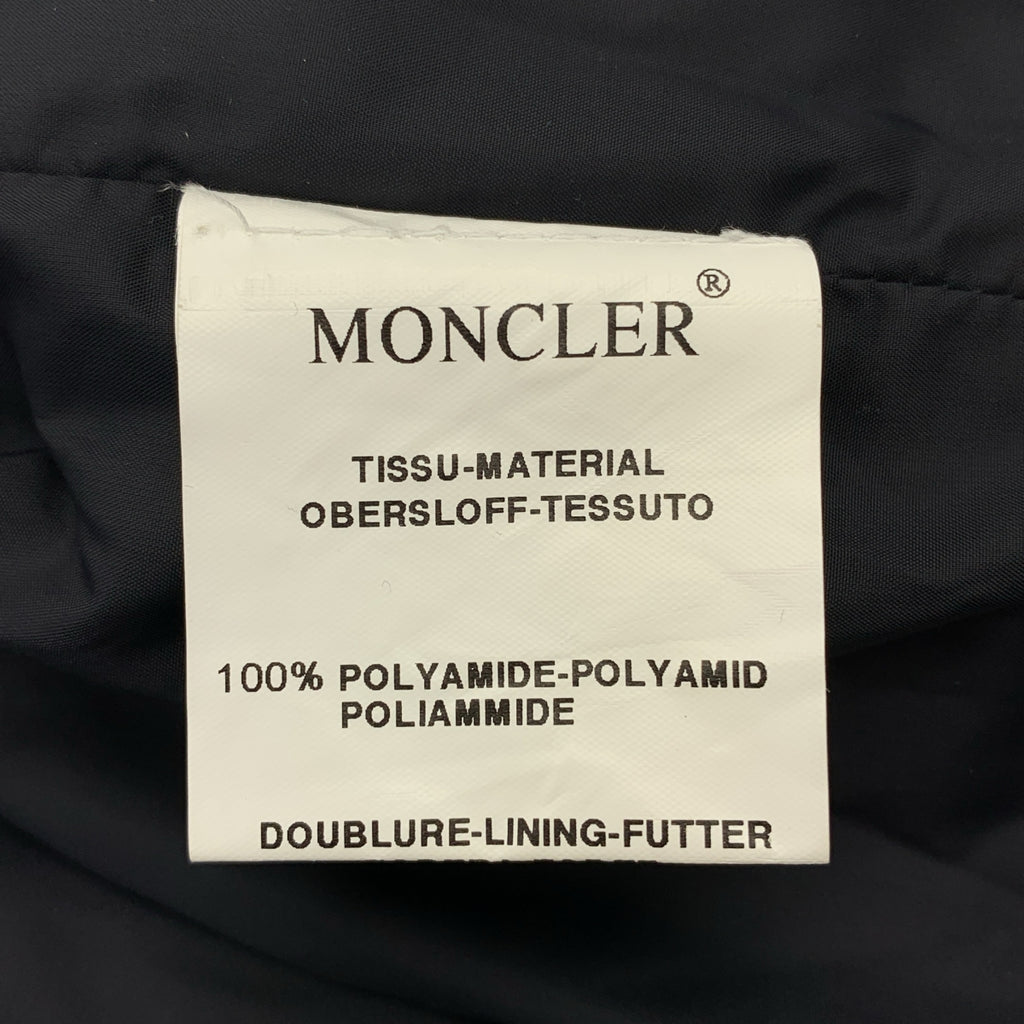 MONCLER®
TISSU-MATERIAL
OBERSLOFF-TESSUTO
100% POLYAMIDE-POLYAMID
POLIAMMIDE
DOUBLURE-LINING-FUTTER